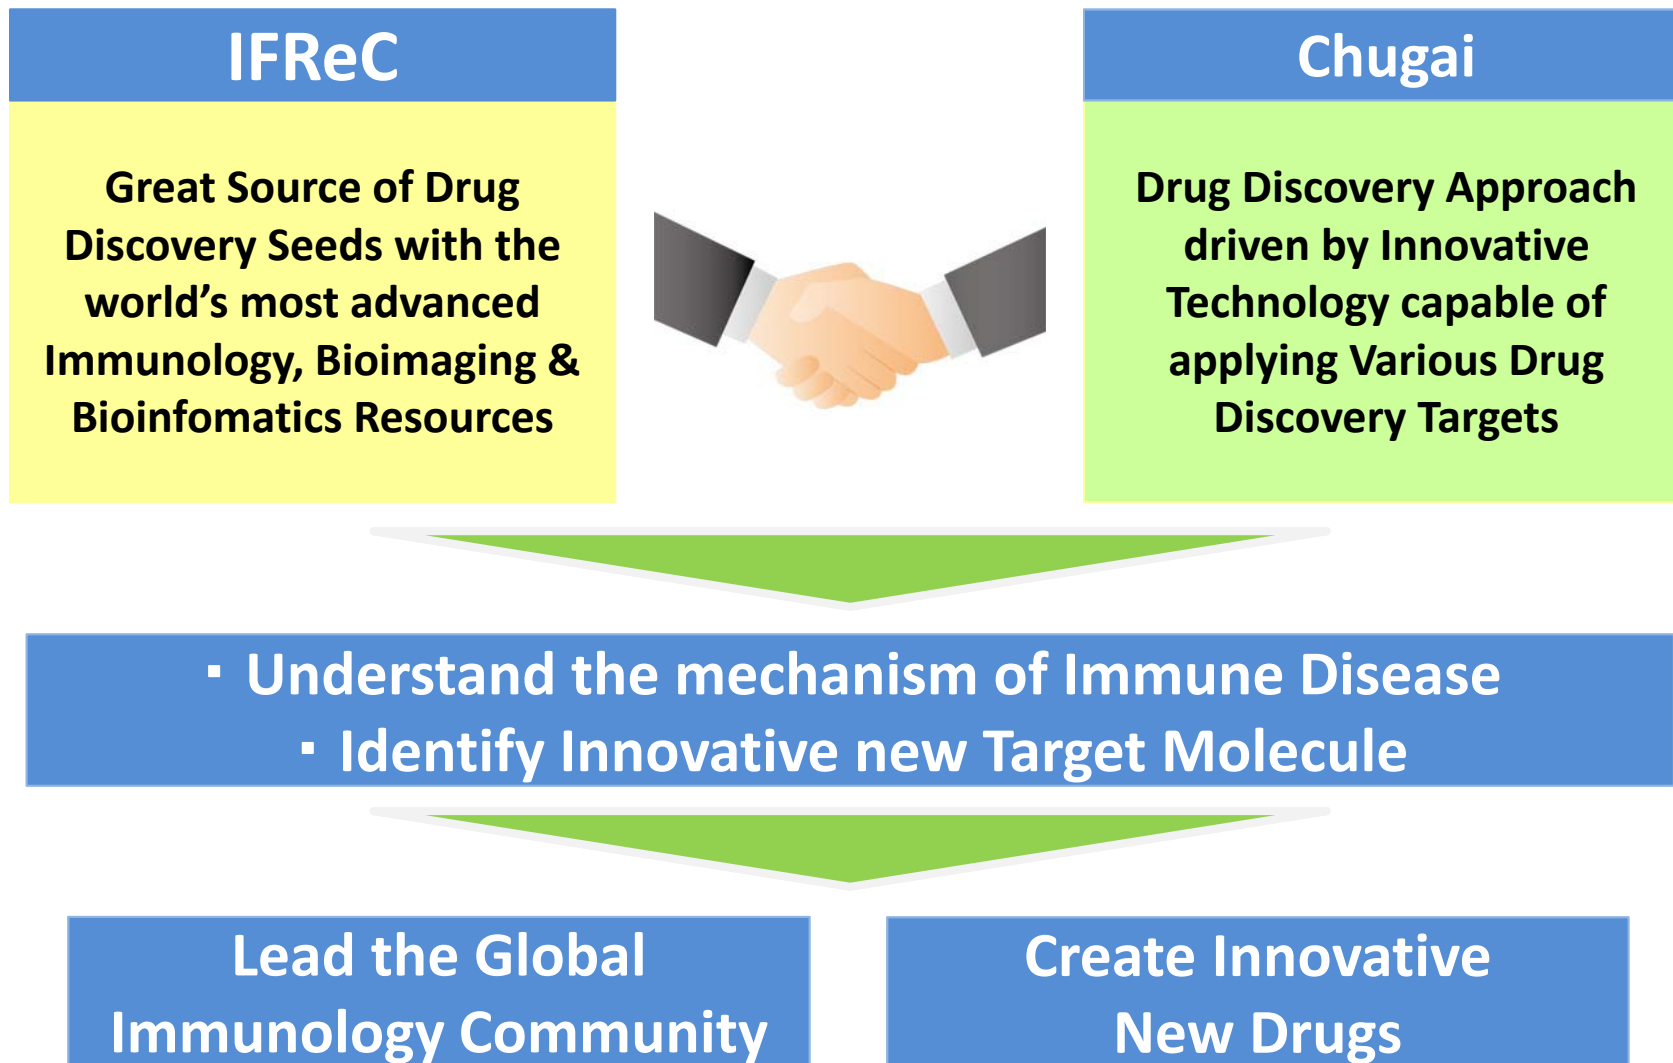 IFReC
Great Source of Drug
Discovery Seeds with the
world’s most advanced
Immunology, Bioimaging &
Bioinfomatics Resources
Chugai
Drug Discovery Approach
driven by Innovative
Technology capable of
applying Various Drug
Discovery Targets
・Understand the mechanism of Immune Disease
・Identify Innovative new Target Molecule
Lead the Global
Immunology Community
Create Innovative
New Drugs